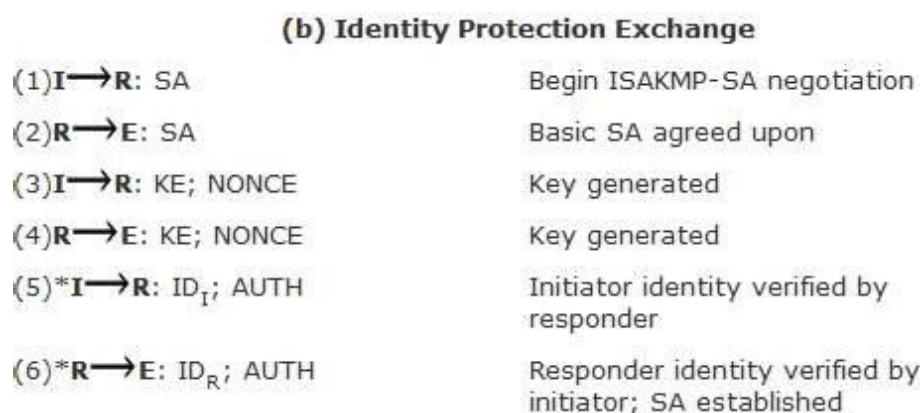 (b) Identity Protection Exchange
(1)I→R: SA Begin ISAKMP-SA negotiation
(2)R→E: SA Basic SA agreed upon
(3)I→R: KE; NONCE Key generated
(4)R→E: KE; NONCE Key generated
(5)*I→R: ID_I; AUTH Initiator identity verified by
responder
(6)*R→E: ID_R; AUTH Responder identity verified by
initiator; SA established